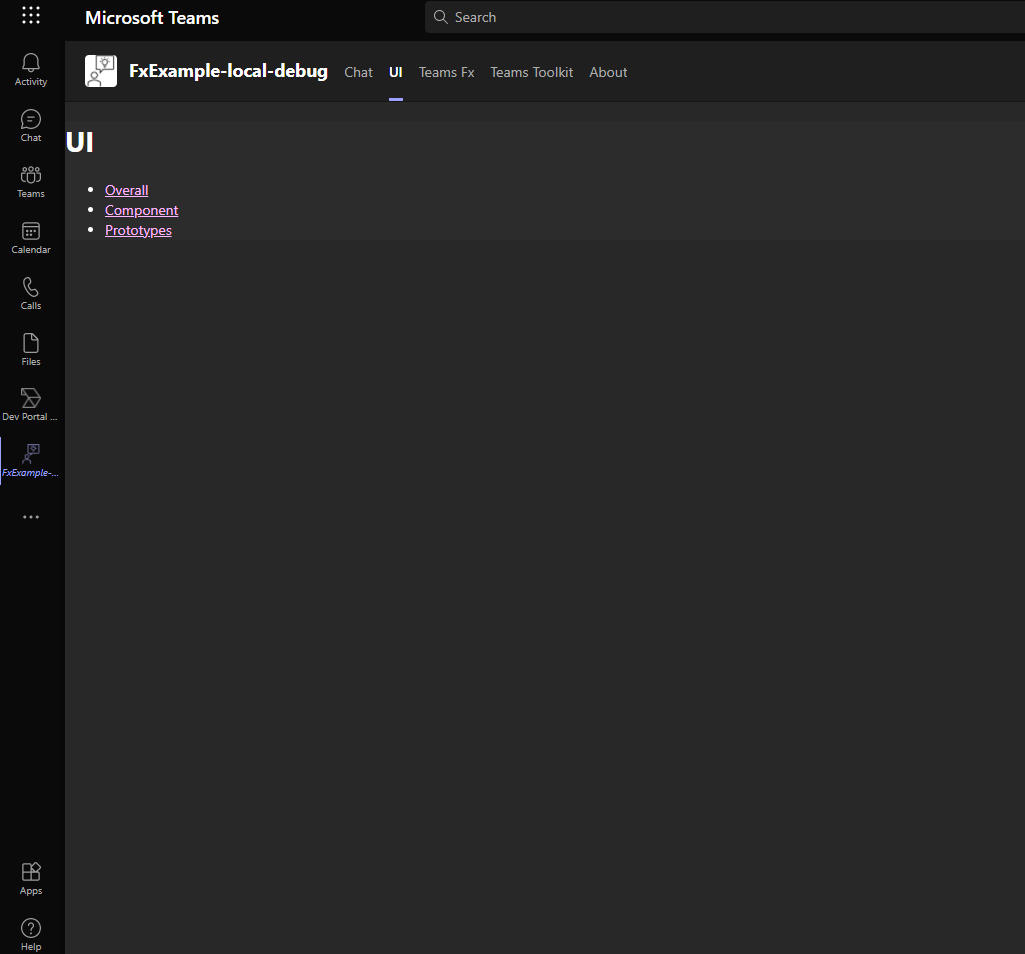 Microsoft Teams
Search
FxExample-local-debug Chat UI Teams Fx Teams Toolkit About
Activity
Chat
Teams
Calendar
Calls
Files
Dev Portal ...
FxExample-...
Apps
Help
UI
Overall
Component
Prototypes